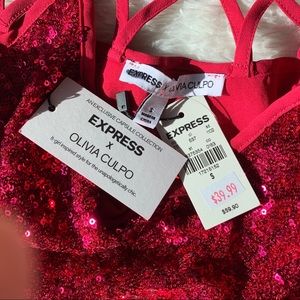 EXPRESS X OLIVIA CULPO
S
AN EXCLUSIVE CAPSULE COLLECTION
EXPRESS
X
OLIVIA CULPO
It-girl inspired style for the unapologetically chic.
EXPRESS
S
$39.99
$59.90